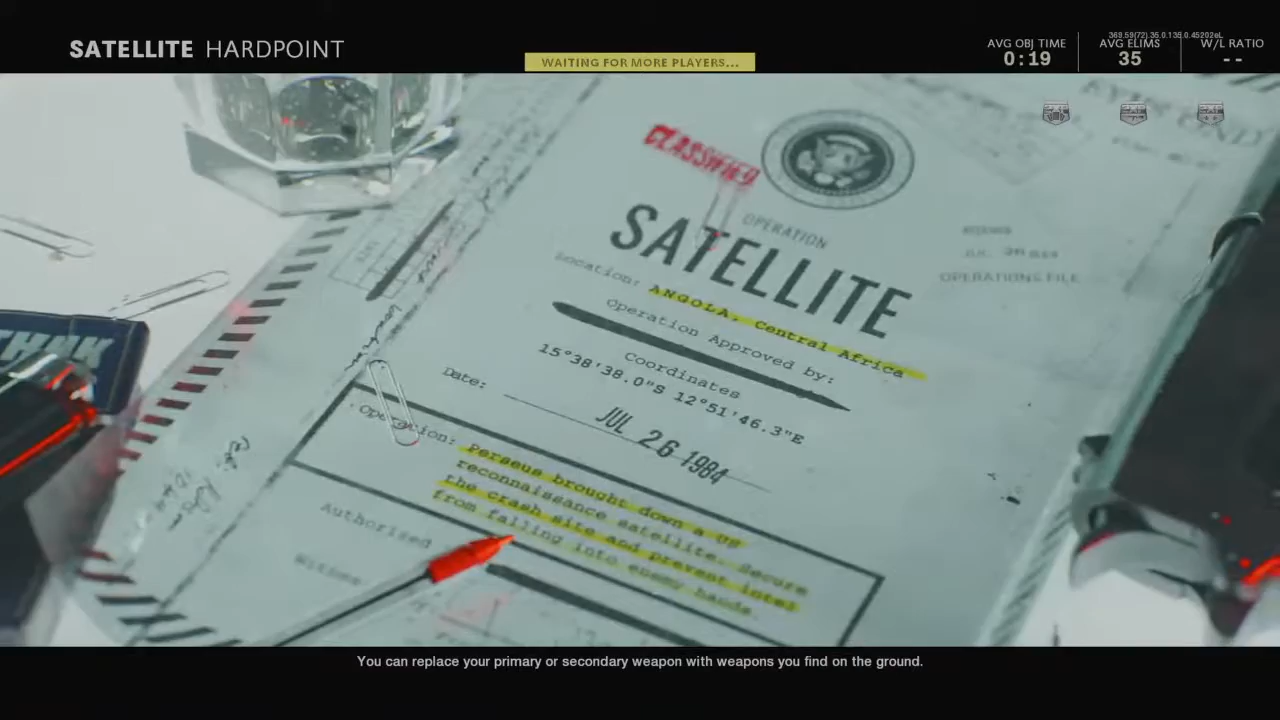 SATELLITE HARDPOINT
WAITING FOR MORE PLAYERS...
AVG OBJ TIME
0:19
AVG ELIMS
35
W/L RATIO
--
CLASSIFIED
OPERATION
SATELLITE
Location: ANGOLA, Central Africa
Operation Approved by:
Coordinates
15°38'38.0"S 12°51'46.3"E
Date:
JUL 26 1984
OPERATIONS FILE
Operation: Perseus brought down a US
reconnaissance satellite. Secure
the crash site and prevent intel
from falling into enemy hands.
Authorised
You can replace your primary or secondary weapon with weapons you find on the ground.